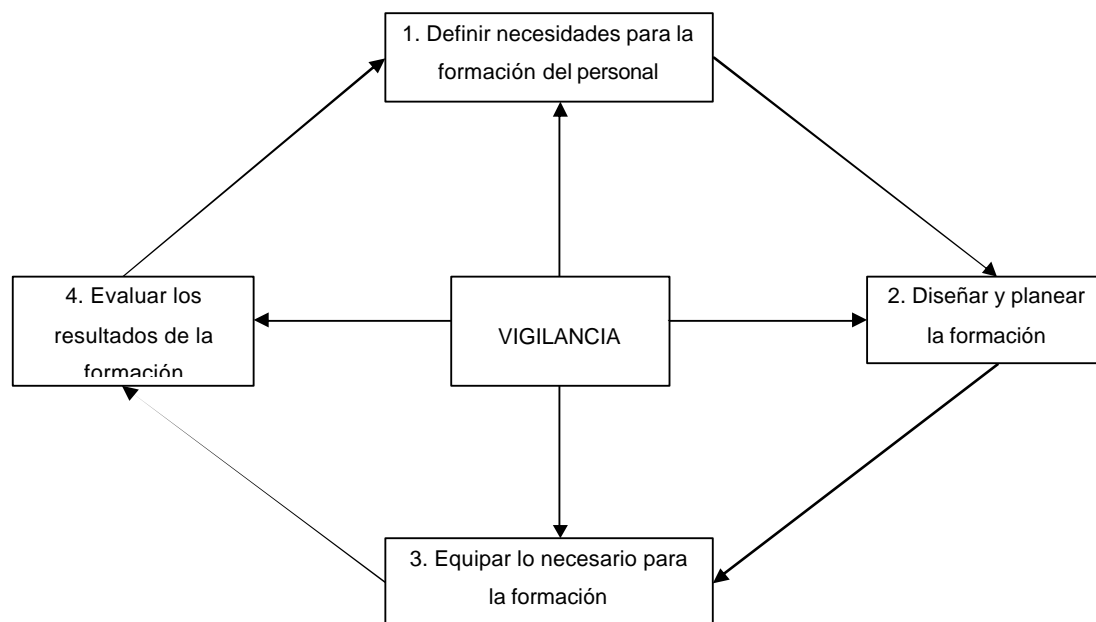 1. Definir necesidades para la
formación del personal
4. Evaluar los
resultados de la
formación
VIGILANCIA
2. Diseñar y planear
la formación
3. Equipar lo necesario para
la formación